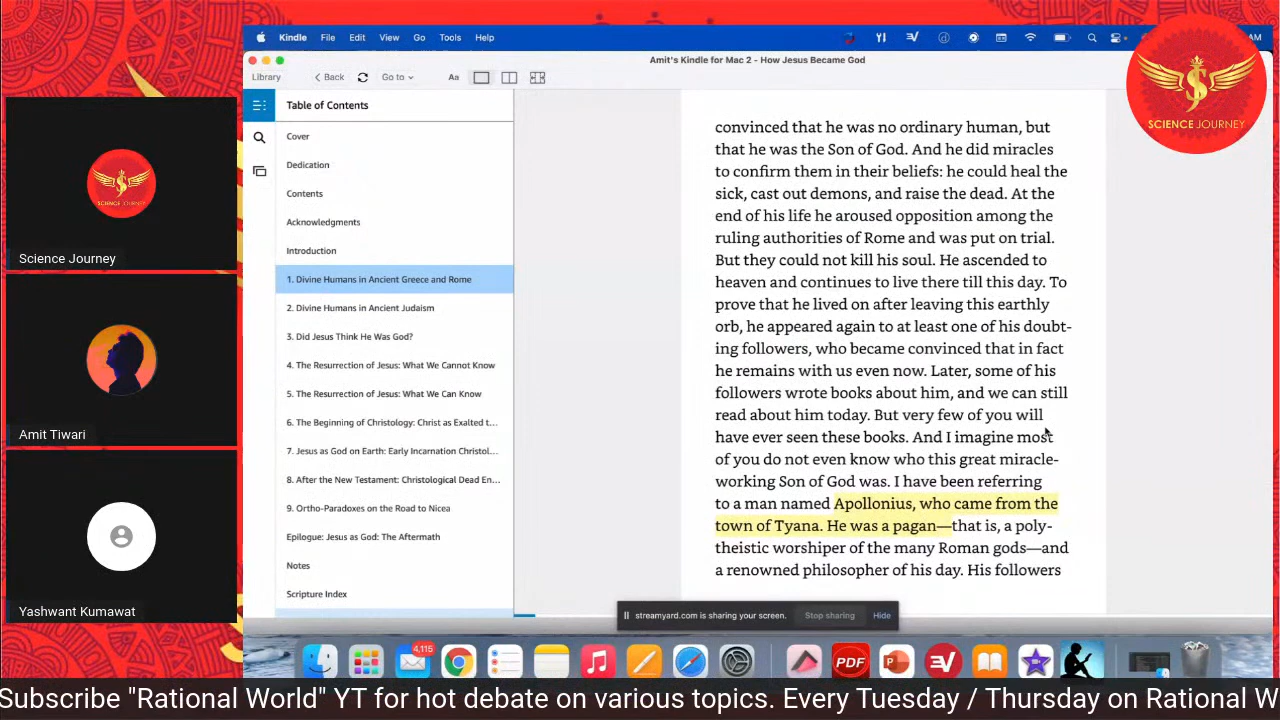 Kindle File Edit View Go Tools Help
AM
Amit's Kindle for Mac 2 - How Jesus Became God
Library Back Go to Aa
Table of Contents
Cover
Dedication
Contents
Acknowledgments
Introduction
1. Divine Humans in Ancient Greece and Rome
2. Divine Humans in Ancient Judaism
3. Did Jesus Think He Was God?
4. The Resurrection of Jesus: What We Cannot Know
5. The Resurrection of Jesus: What We Can Know
6. The Beginning of Christology: Christ as Exalted t...
7. Jesus as God on Earth: Early Incarnation Christol...
8. After the New Testament: Christological Dead En...
9. Ortho-Paradoxes on the Road to Nicea
Epilogue: Jesus as God: The Aftermath
Notes
Scripture Index
convinced that he was no ordinary human, but
that he was the Son of God. And he did miracles
to confirm them in their beliefs: he could heal the
sick, cast out demons, and raise the dead. At the
end of his life he aroused opposition among the
ruling authorities of Rome and was put on trial.
But they could not kill his soul. He ascended to
heaven and continues to live there till this day. To
prove that he lived on after leaving this earthly
orb, he appeared again to at least one of his doubt-
ing followers, who became convinced that in fact
he remains with us even now. Later, some of his
followers wrote books about him, and we can still
read about him today. But very few of you will
have ever seen these books. And I imagine most
of you do not even know who this great miracle-
working Son of God was. I have been referring
to a man named Apollonius, who came from the
town of Tyana. He was a pagan—that is, a poly-
theistic worshiper of the many Roman gods—and
a renowned philosopher of his day. His followers
streamyard.com is sharing your screen. Stop sharing Hide
4,115
PDF
SCIENCE JOURNEY
SCIENCE JOURNEY
Science Journey
Amit Tiwari
Yashwant Kumawat
Subscribe "Rational World" YT for hot debate on various topics. Every Tuesday / Thursday on Rational W